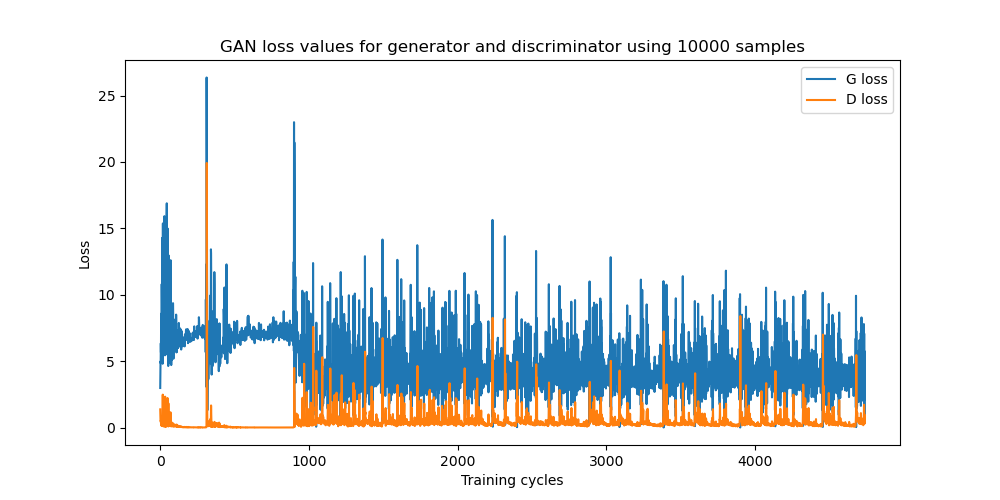 GAN loss values for generator and discriminator using 10000 samples
G loss
D loss
25
20
15
10
5
0
Loss
0 1000 2000 3000 4000
Training cycles